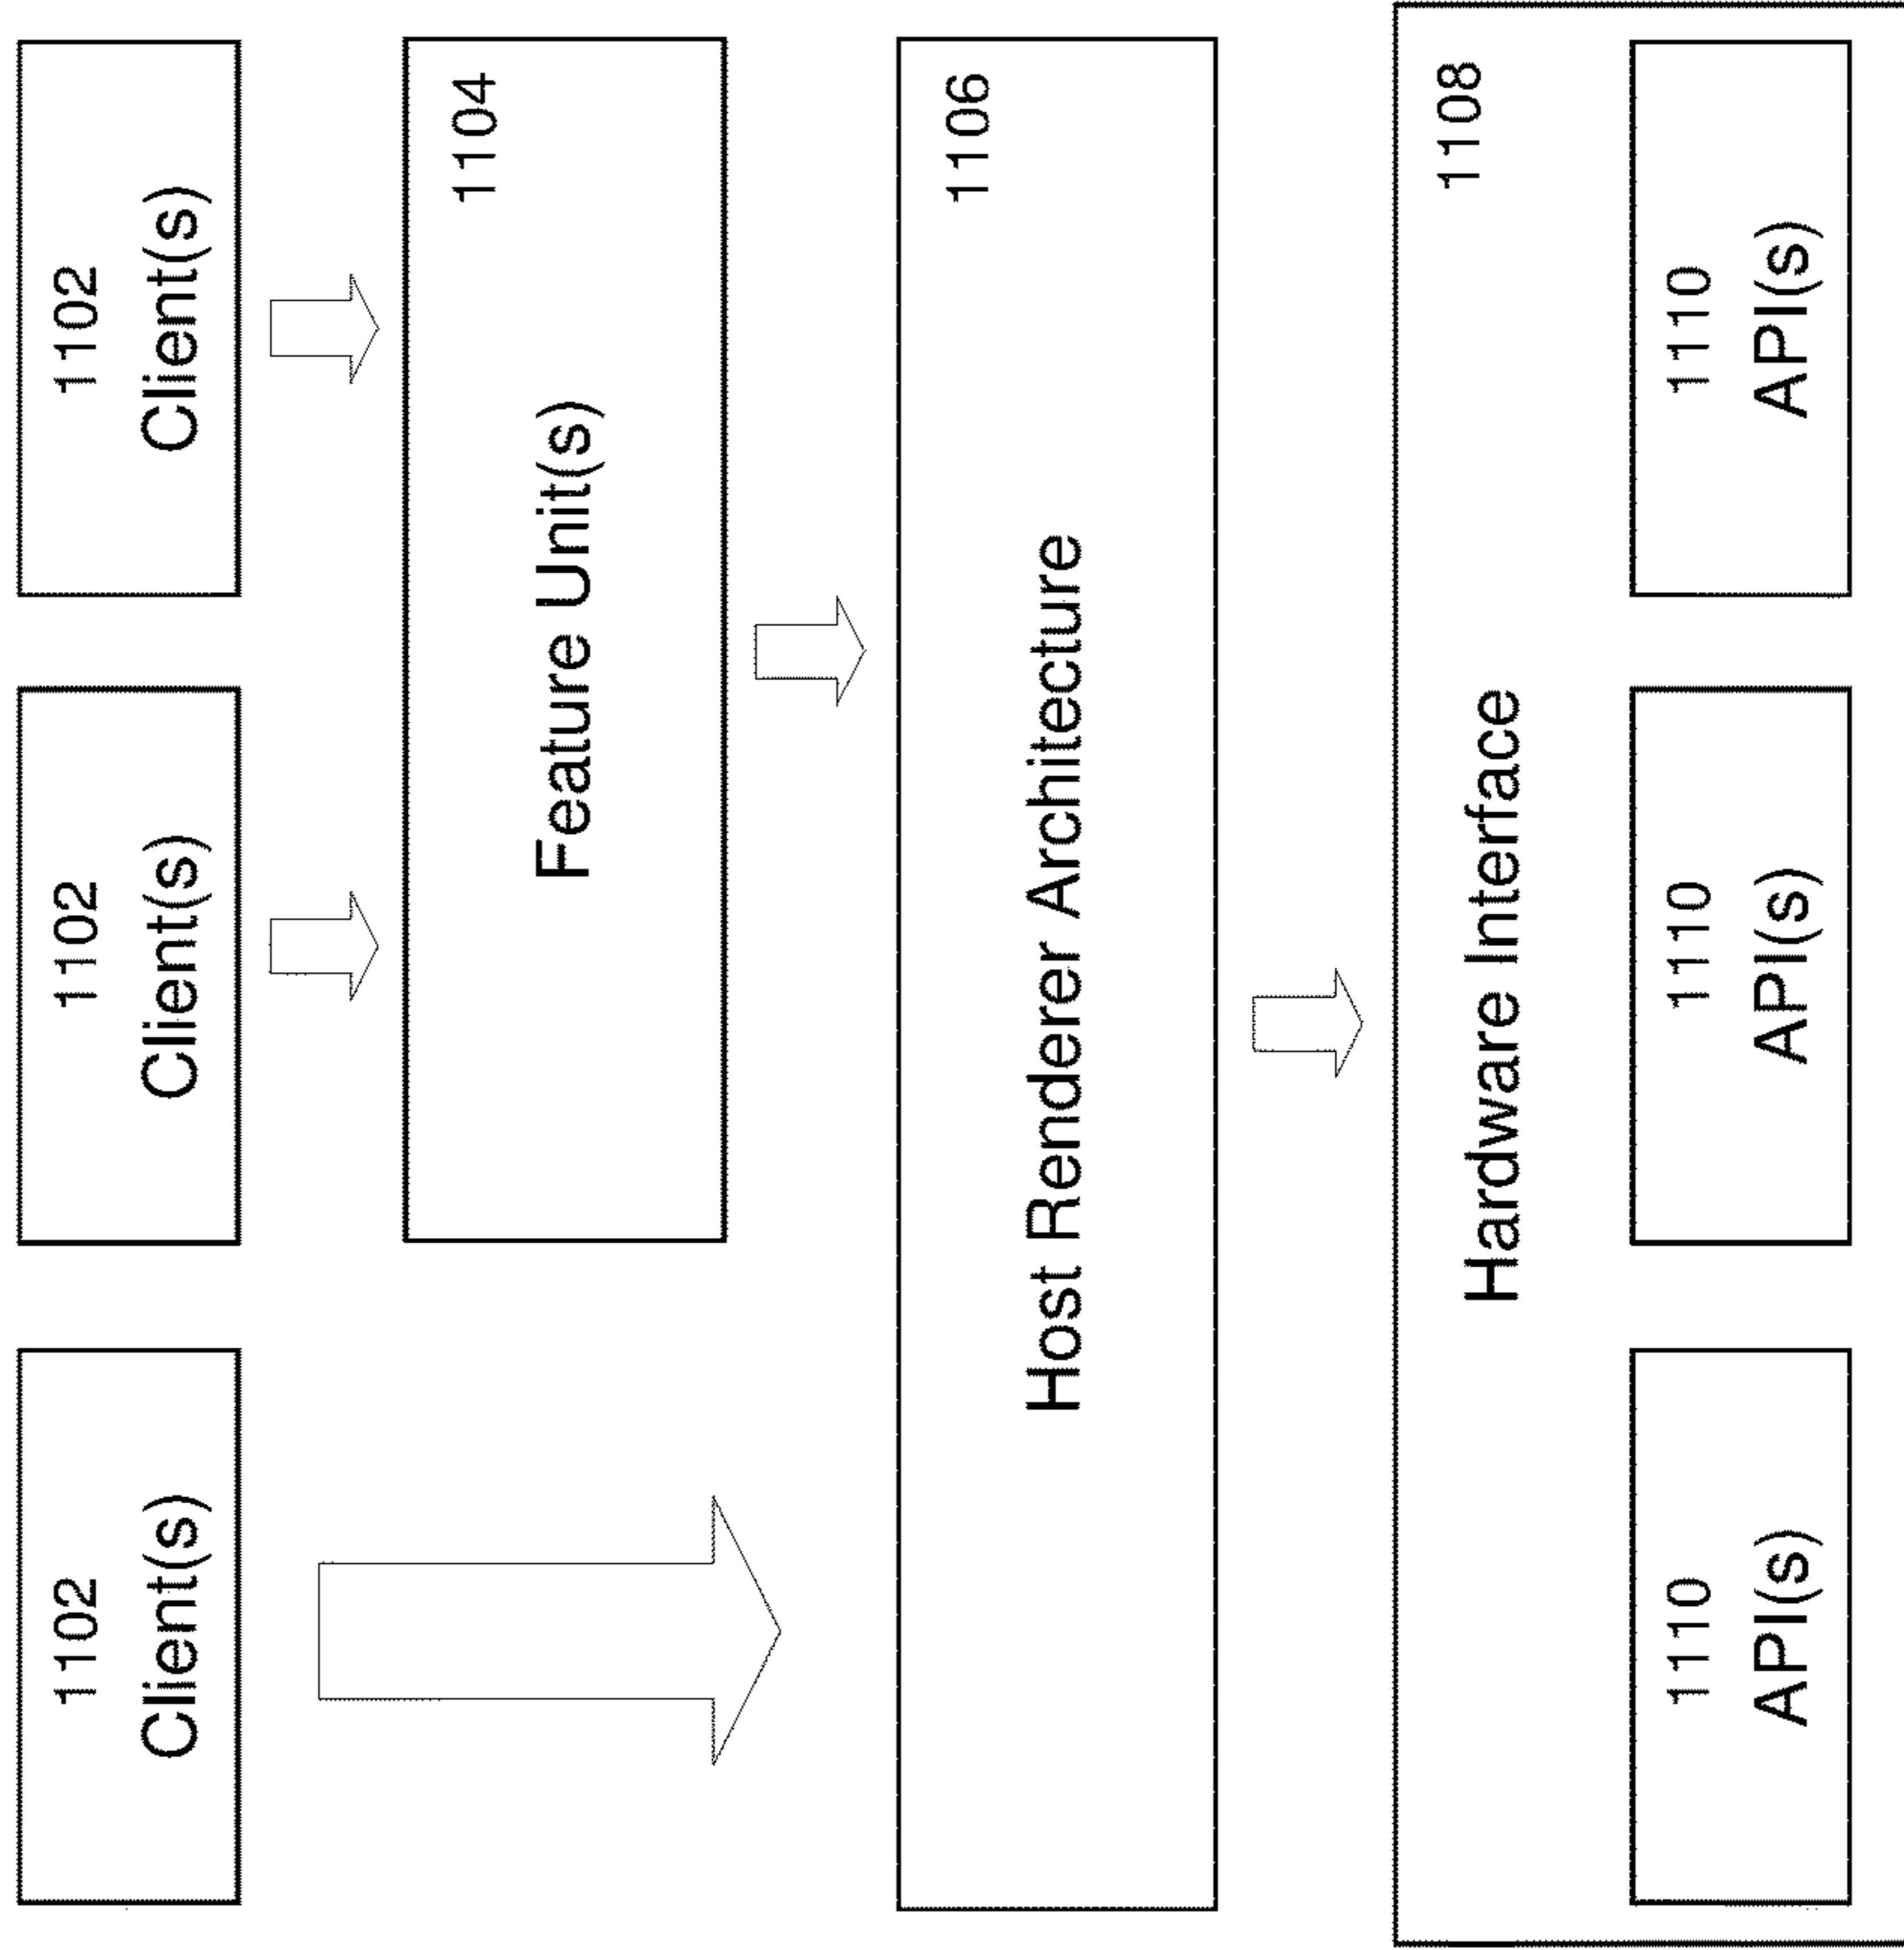 1102
Client(s)
1102
Client(s)
1102
Client(s)
1104
Feature Unit(s)
1106
Host Renderer Architecture
1108
Hardware Interface
1110
API(s)
1110
API(s)
1110
API(s)